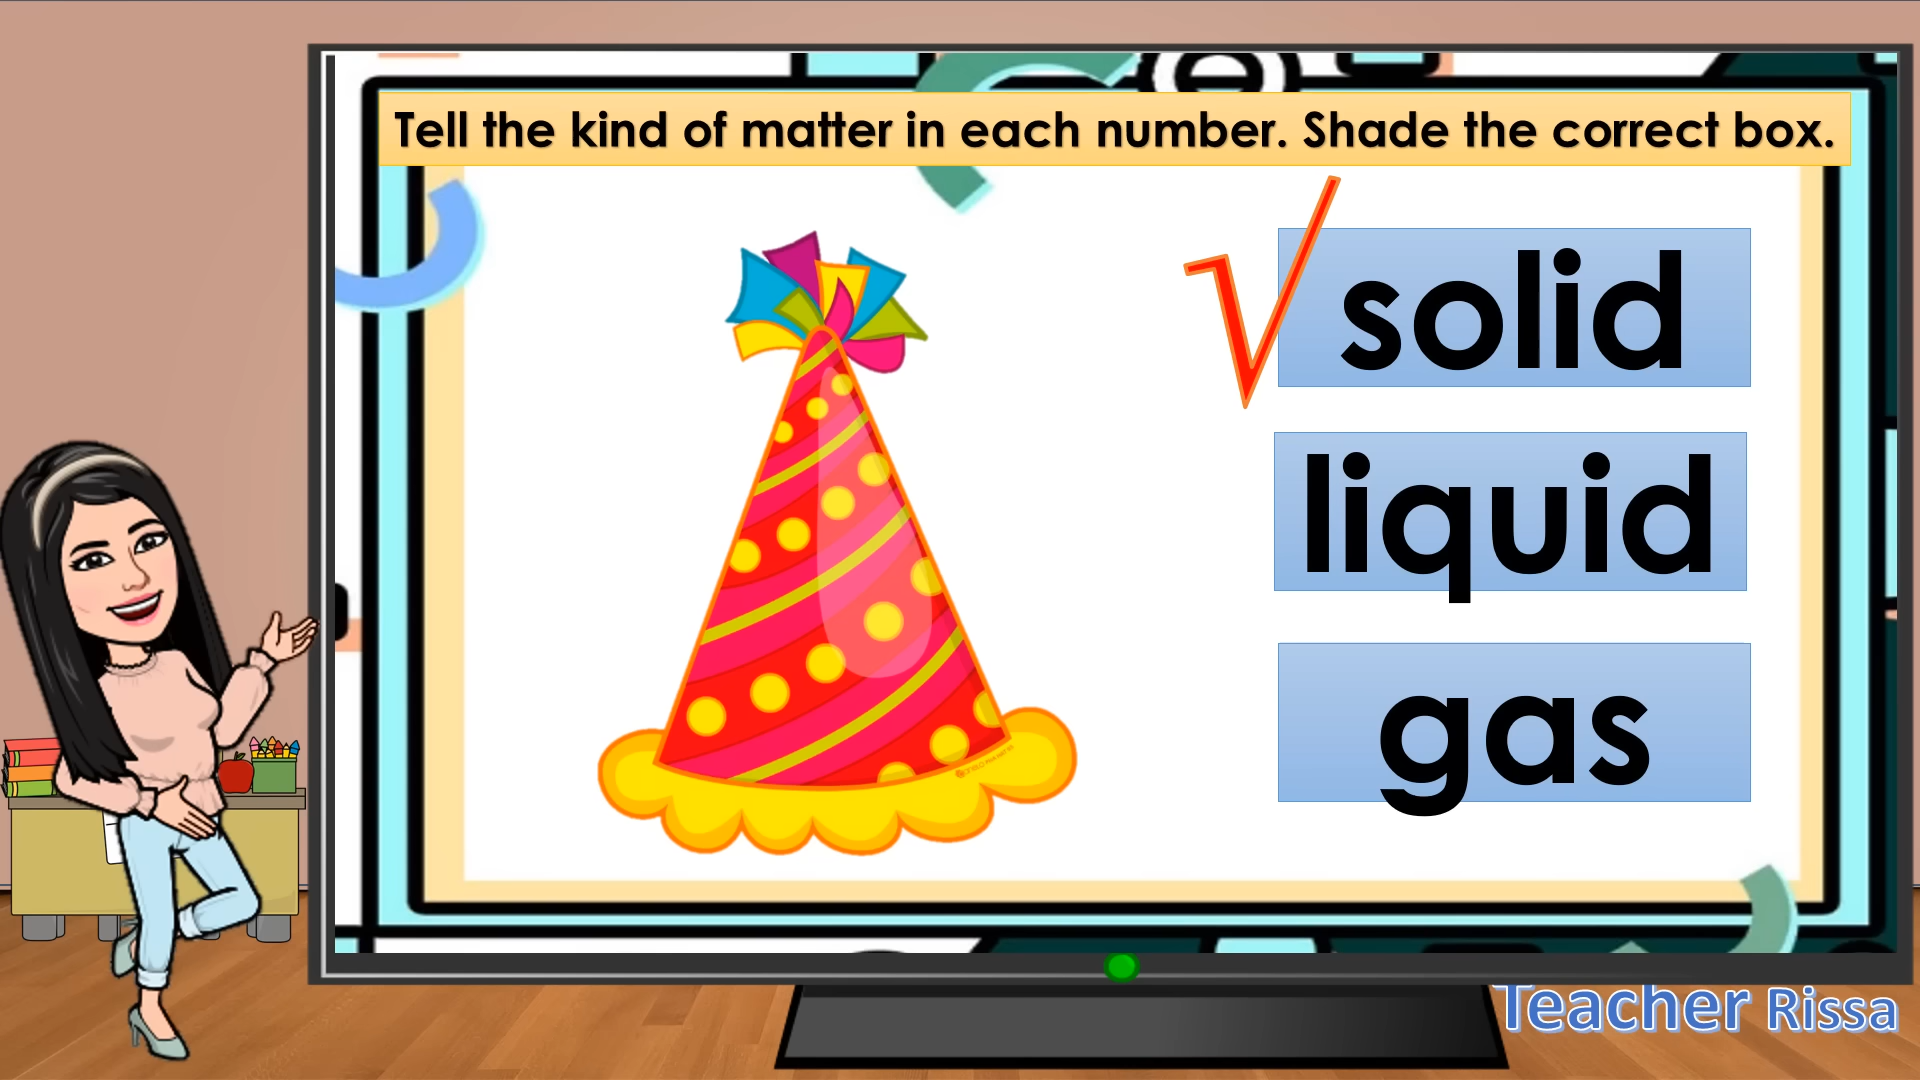 Tell the kind of matter in each number. Shade the correct box.
solid
liquid
gas
Teacher Rissa